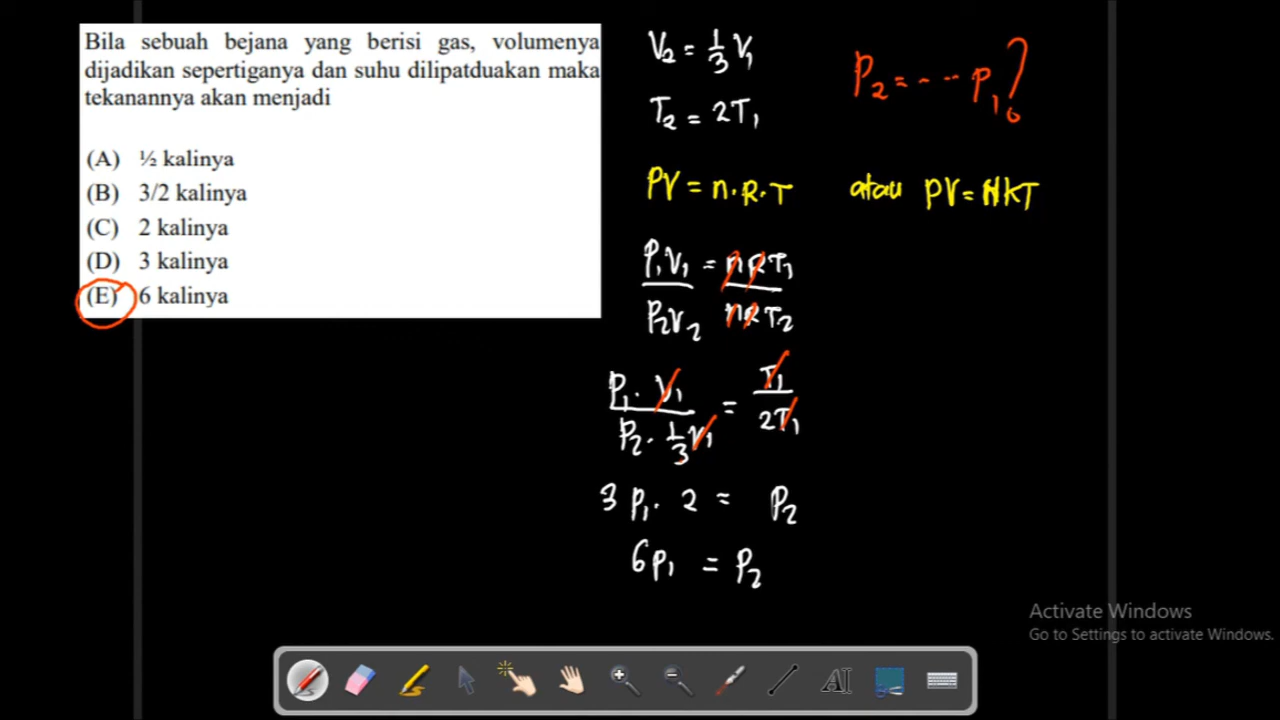 Bila sebuah bejana yang berisi gas, volumenya
dijadikan sepertiganya dan suhu dilipatduakan maka
tekanannya akan menjadi
(A) ½ kalinya
(B) 3/2 kalinya
(C) 2 kalinya
(D) 3 kalinya
(E) 6 kalinya
V₂ = 1/3 V₁
T₂ = 2T₁
P₂ = ..... P₁?
PV = n.R.T atau PV = NKT
P₁V₁ / P₂V₂ = nRT₁ / nRT₂
P₁. V₁ / P₂. 1/3 V₁ = T₁ / 2T₁
3 P₁. 2 = P₂
6P₁ = P₂
Activate Windows
Go to Settings to activate Windows.
AI